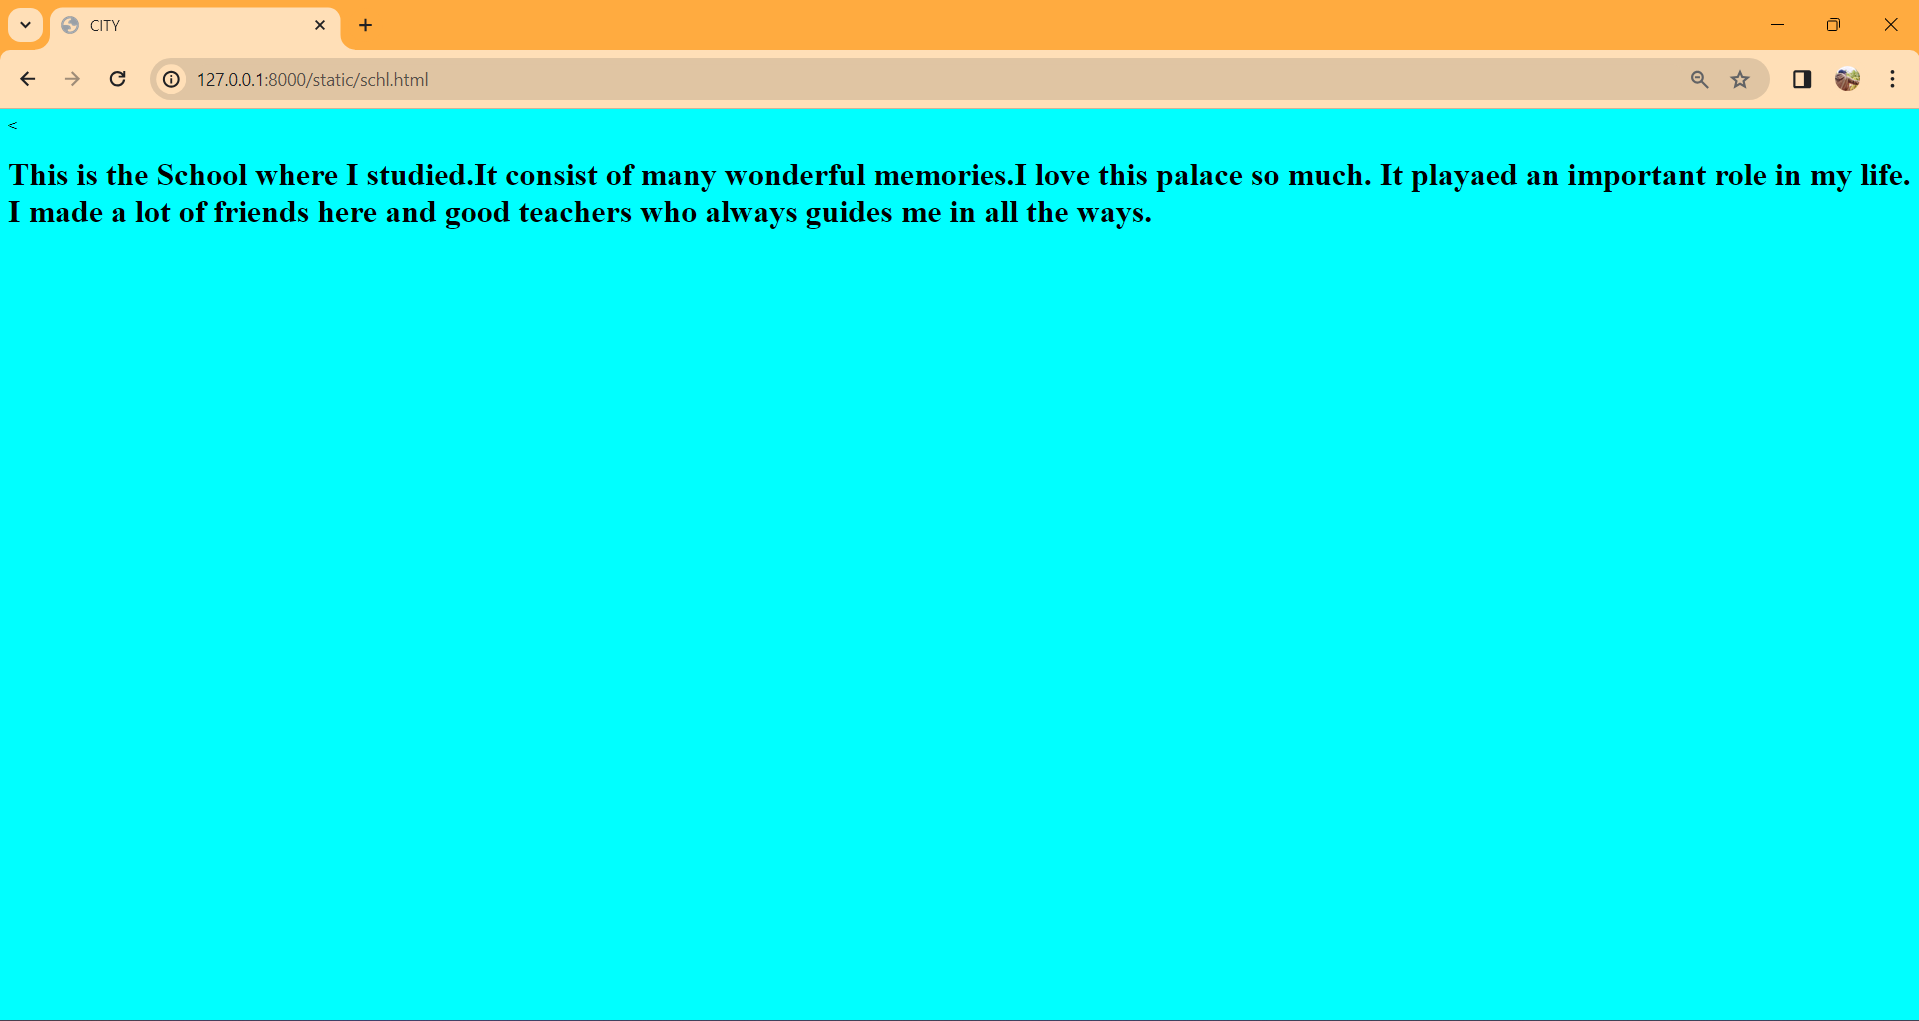 CITY
127.0.0.1:8000/static/schl.html
<
This is the School where I studied.It consist of many wonderful memories.I love this palace so much. It playaed an important role in my life.
I made a lot of friends here and good teachers who always guides me in all the ways.